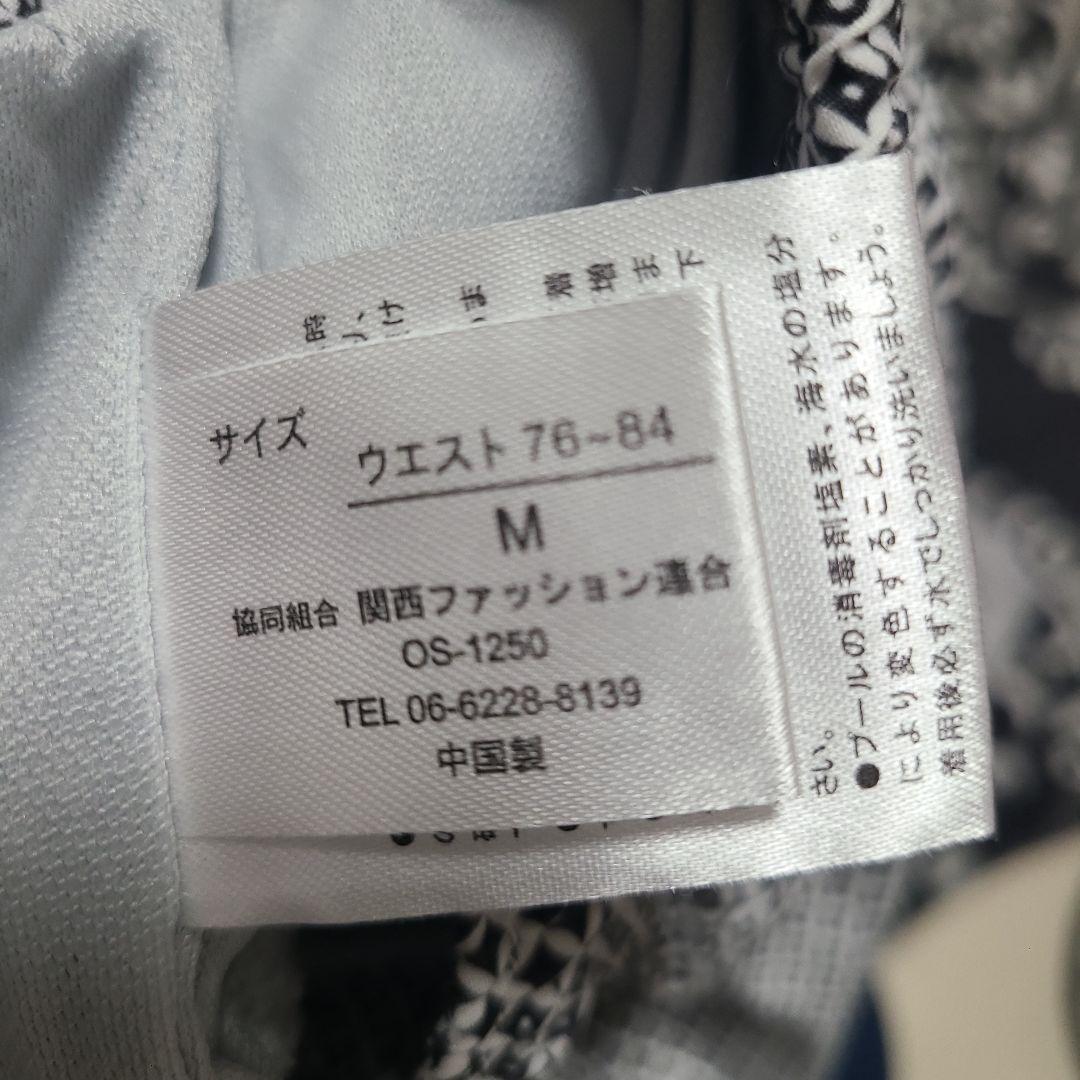 サイズ
ウエスト 76~84
M
協同組合 関西ファッション連合
OS-1250
TEL 06-6228-8139
中国製
さい。
●プールの消毒剤塩素、海水の塩分
により変色することがあります。
着用後必ず水でしっかり洗いましょう。